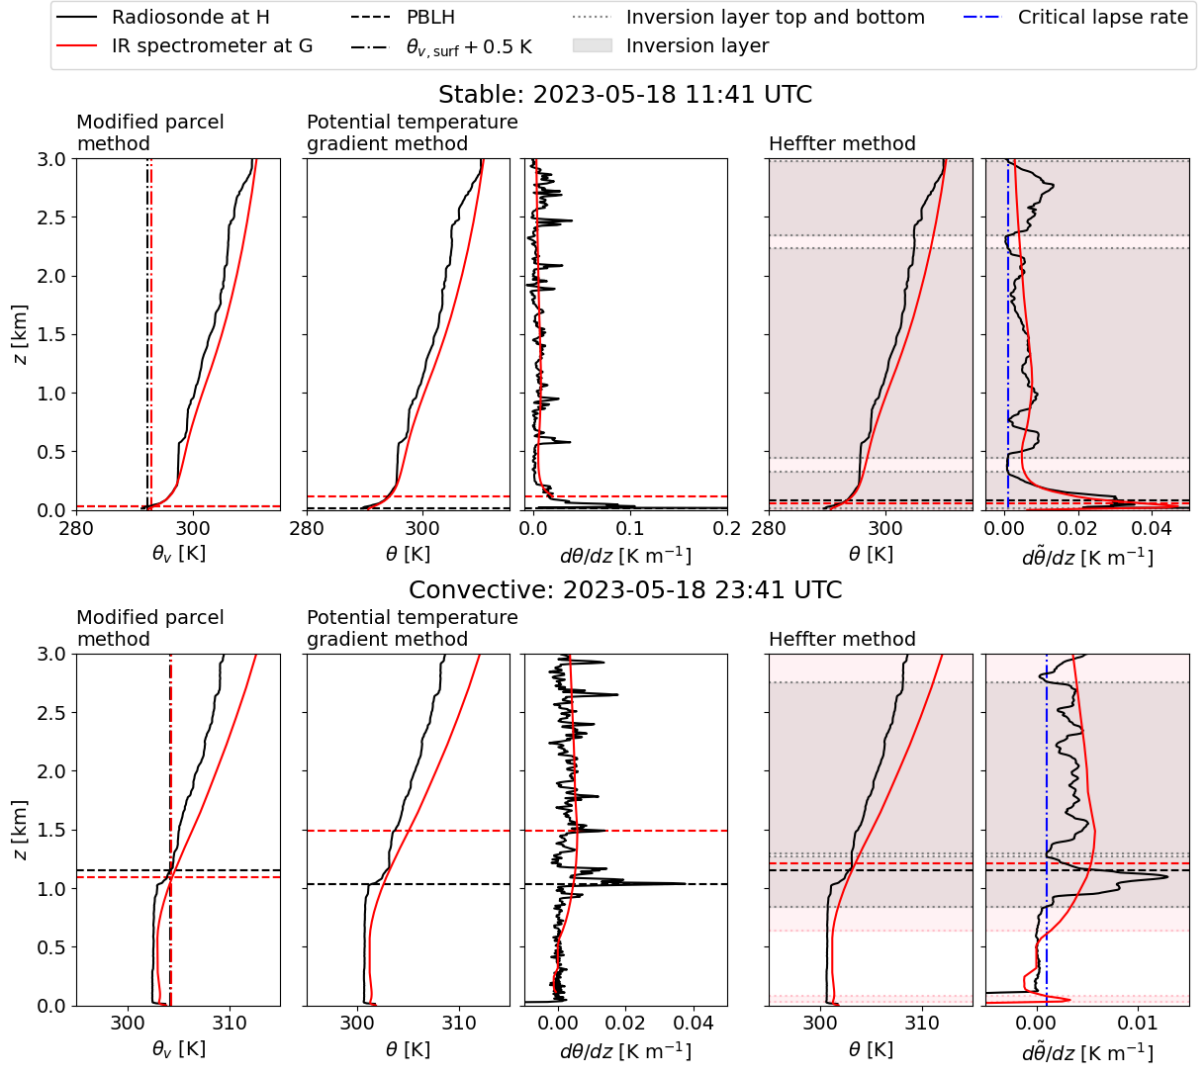 Radiosonde at H
IR spectrometer at G
PBLH
θv, surf + 0.5 K
Inversion layer top and bottom
Inversion layer
Critical lapse rate
Stable: 2023-05-18 11:41 UTC
Modified parcel
method
Potential temperature
gradient method
Heffter method
3.0
2.5
2.0
1.5
1.0
0.5
0.0
z [km]
280 300
280 300
0.0 0.1 0.2
280 300
0.00 0.02 0.04
θv [K]
θ [K]
dθ/dz [K m⁻¹]
θ [K]
dθ̃/dz [K m⁻¹]
Convective: 2023-05-18 23:41 UTC
Modified parcel
method
Potential temperature
gradient method
Heffter method
3.0
2.5
2.0
1.5
1.0
0.5
0.0
z [km]
300 310
300 310
0.00 0.02 0.04
300 310
0.00 0.01
θv [K]
θ [K]
dθ/dz [K m⁻¹]
θ [K]
dθ̃/dz [K m⁻¹]